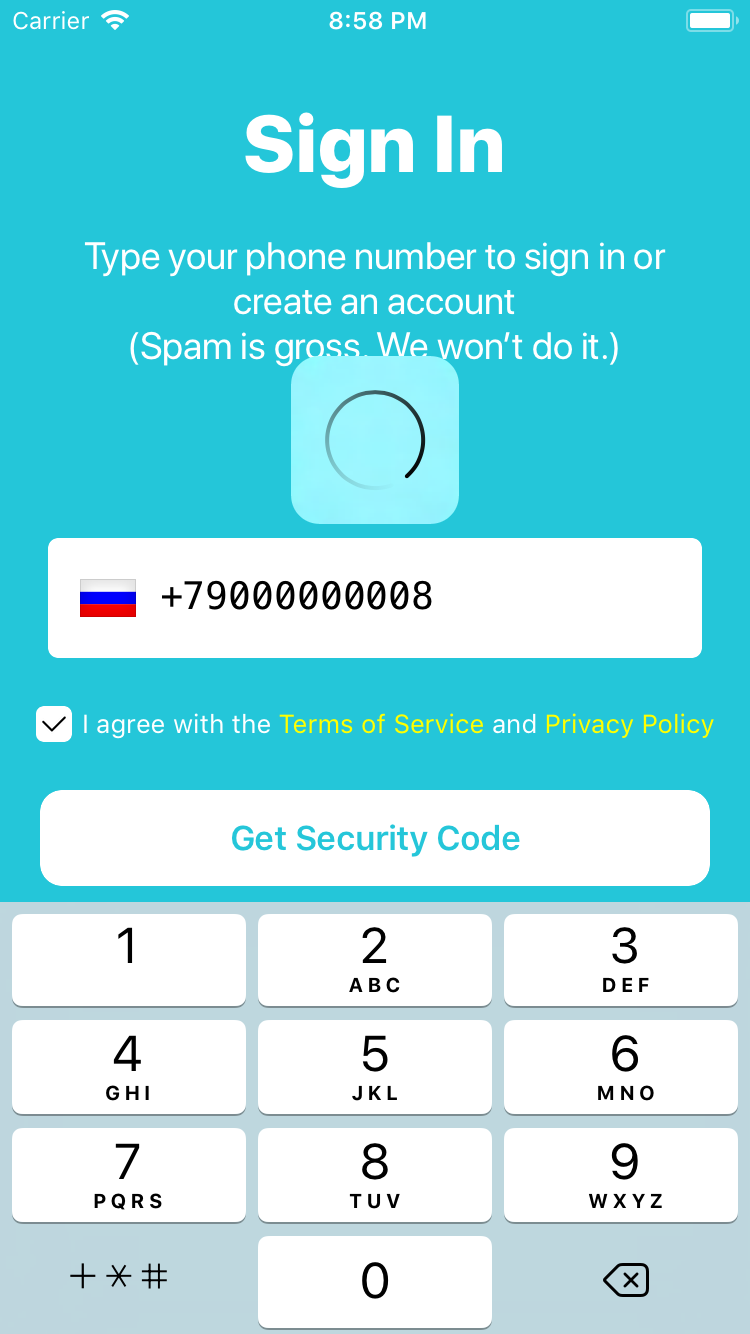 Carrier 8:58 PM
Sign In
Type your phone number to sign in or
create an account
(Spam is gross. We won’t do it.)
+79000000008
I agree with the Terms of Service and Privacy Policy
Get Security Code
1 2 3
ABC DEF
4 5 6
GHI JKL MNO
7 8 9
PQRS TUV WXYZ
+*# 0